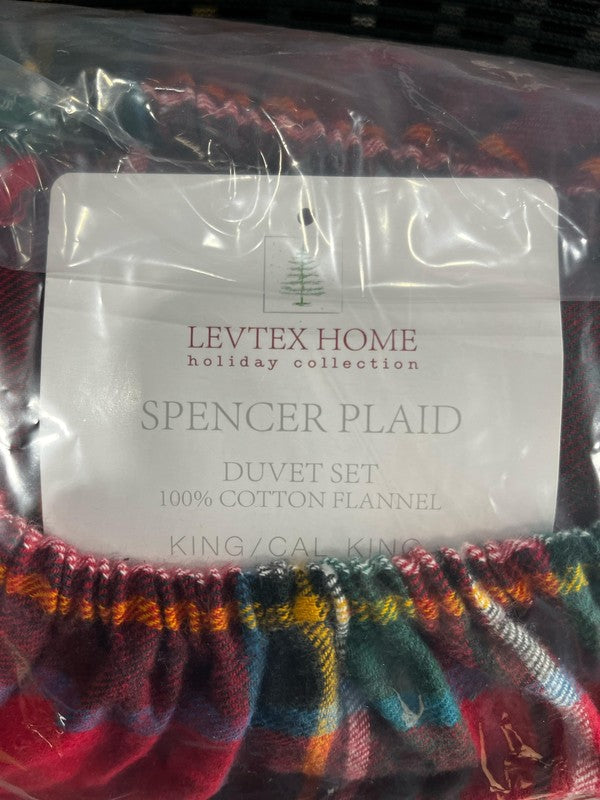 LEVTEX HOME
holiday collection
SPENCER PLAID
DUVET SET
100% COTTON FLANNEL
KING/CAL KING